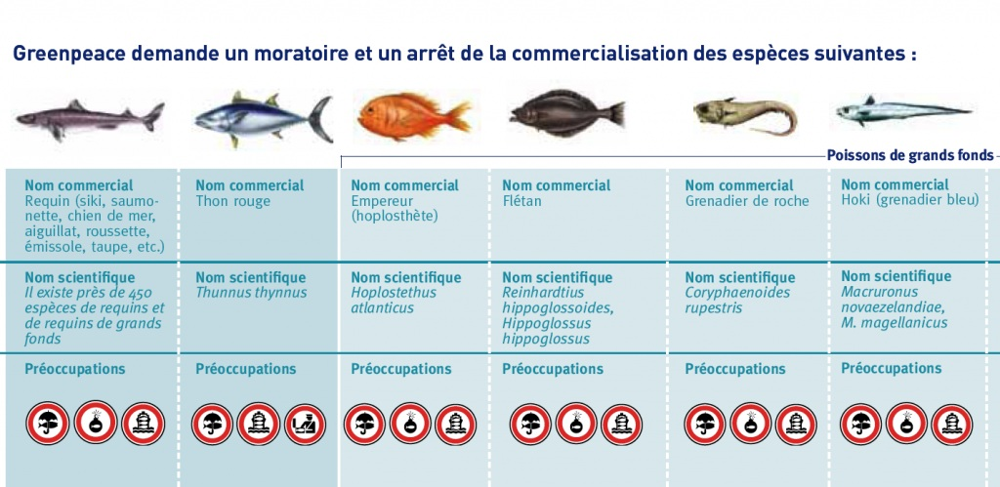 Greenpeace demande un moratoire et un arrêt de la commercialisation des espèces suivantes :
Poissons de grands fonds
Nom commercial
Requin (siki, saumo-
nette, chien de mer,
aiguillat, roussette,
émissole, taupe, etc.)
Nom commercial
Thon rouge
Nom commercial
Empereur
(hoplosthète)
Nom commercial
Flétan
Nom commercial
Grenadier de roche
Nom commercial
Hoki (grenadier bleu)
Nom scientifique
Il existe près de 450
espèces de requins et
de requins de grands
fonds
Nom scientifique
Thunnus thynnus
Nom scientifique
Hoplostethus
atlanticus
Nom scientifique
Reinhardtius
hippoglossoides,
Hippoglossus
hippoglossus
Nom scientifique
Coryphaenoides
rupestris
Nom scientifique
Macruronus
novaezelandiae,
M. magellanicus
Préoccupations
Préoccupations
Préoccupations
Préoccupations
Préoccupations
Préoccupations